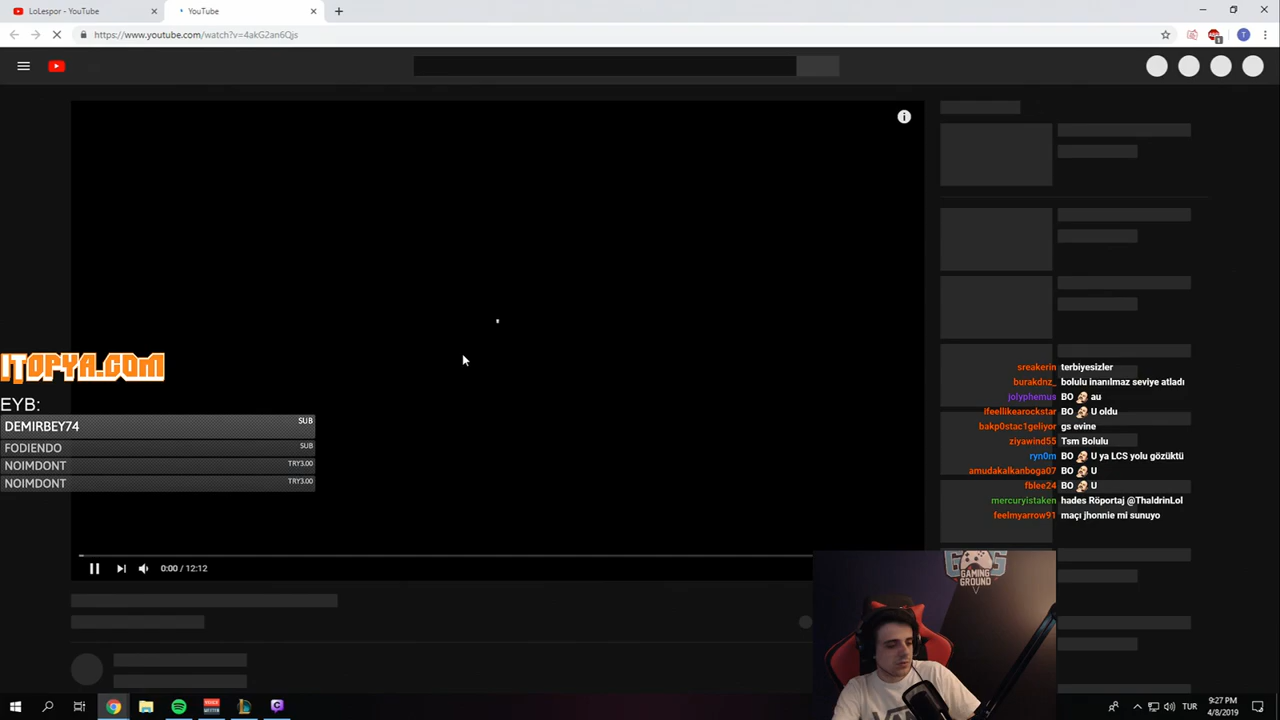 LoLespor - YouTube
YouTube
https://www.youtube.com/watch?v=4akG2an6Qjs
ITOPYA.COM
EYB:
DEMIRBEY74 SUB
FODIENDO SUB
NOIMDONT TRY3.00
NOIMDONT TRY3.00
sreakerin terbiyesizler
burakdnz_ bolulu inanılmaz seviye atladı
jolyphemus BO au
ifeellikearockstar BO U oldu
bakp0stac1geliyor gs evine
ziyawind55 Tsm Bolulu
ryn0m BO U ya LCS yolu gözüktü
amudakalkanboga07 BO U
fblee24 BO U
mercuryistaken hades Röportaj @ThaldrinLol
feelmyarrow91 maçı jhonnie mi sunuyo
0:00 / 12:12
GAMING
GROUND
TUR
9:27 PM
4/8/2019